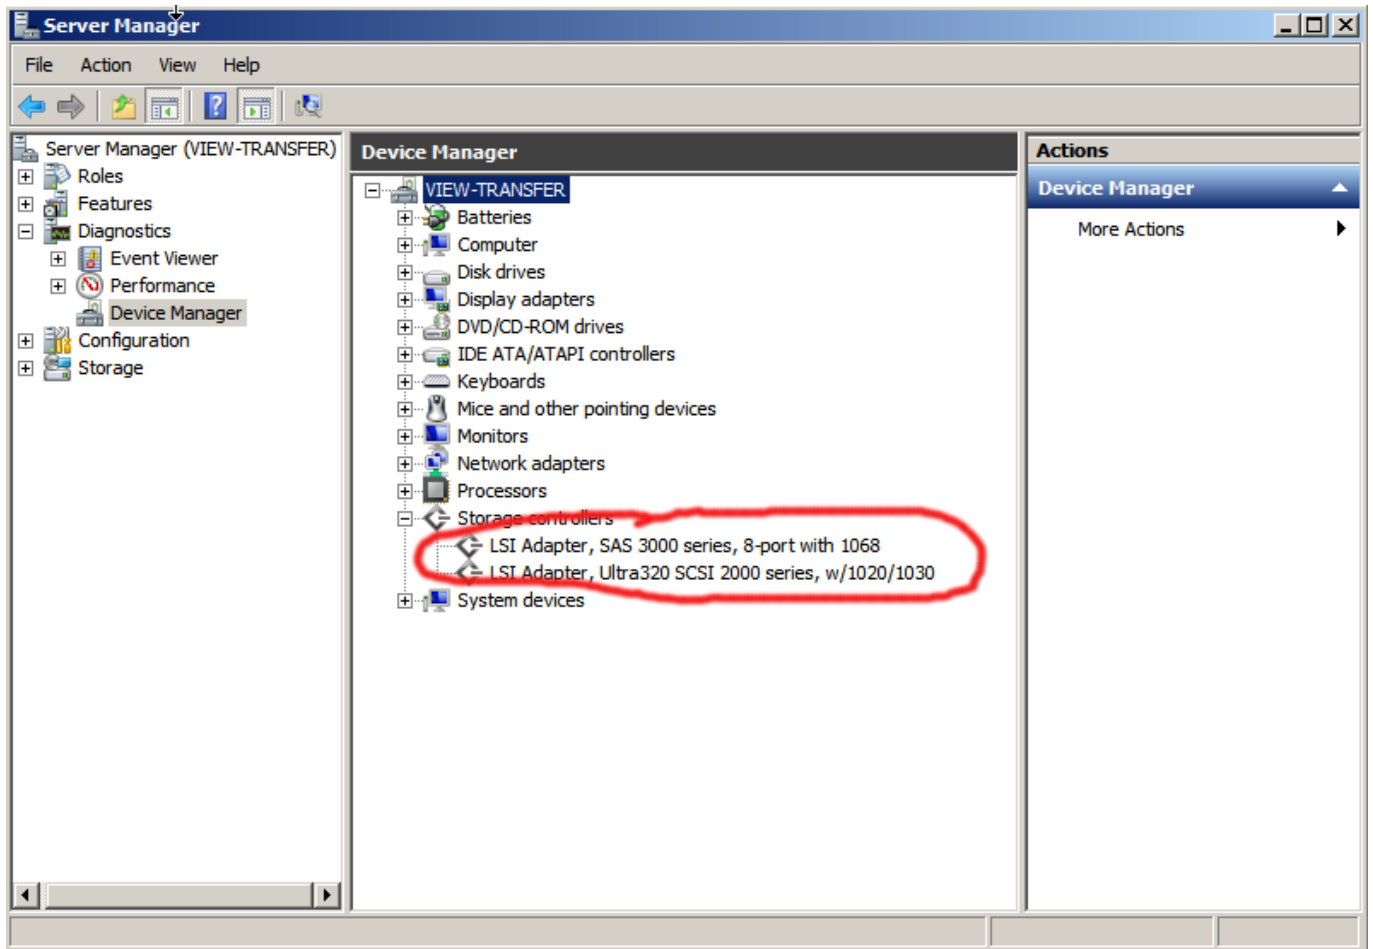 Server Manager
File Action View Help
Server Manager (VIEW-TRANSFER)
Roles
Features
Diagnostics
Event Viewer
Performance
Device Manager
Configuration
Storage
Device Manager
VIEW-TRANSFER
Batteries
Computer
Disk drives
Display adapters
DVD/CD-ROM drives
IDE ATA/ATAPI controllers
Keyboards
Mice and other pointing devices
Monitors
Network adapters
Processors
Storage controllers
LSI Adapter, SAS 3000 series, 8-port with 1068
LSI Adapter, Ultra320 SCSI 2000 series, w/1020/1030
System devices
Actions
Device Manager
More Actions